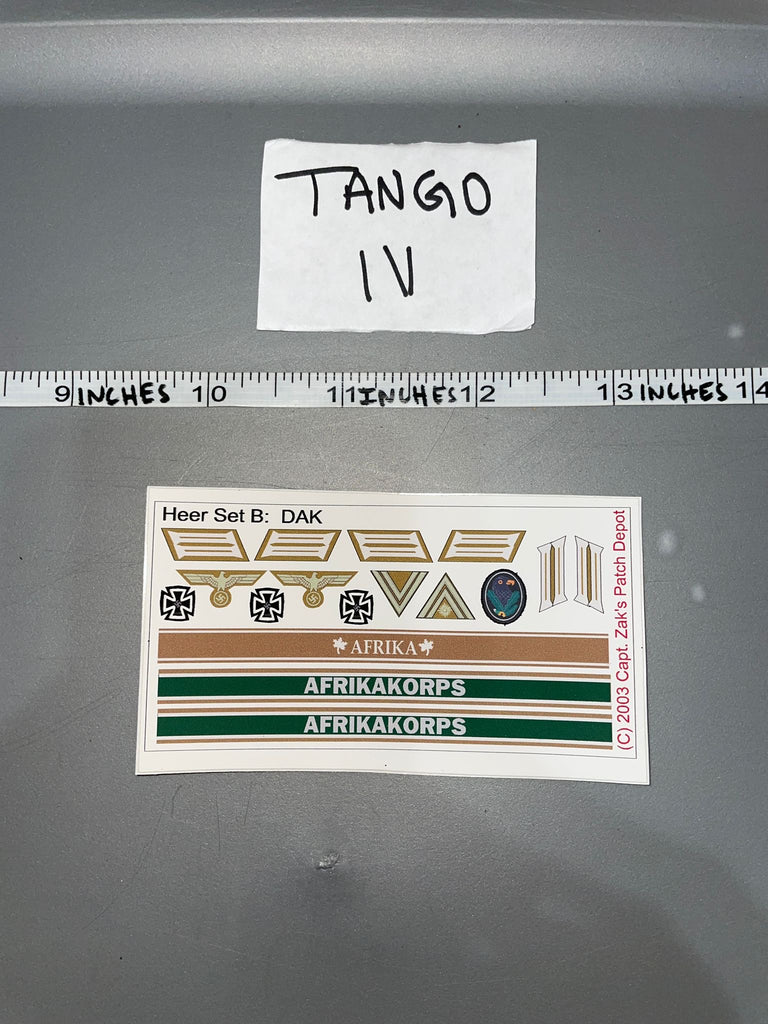 TANGO
IV
9 INCHES 10 11 INCHES 12 13 INCHES 14
Heer Set B: DAK
AFRIKA
AFRIKAKORPS
AFRIKAKORPS
(C) 2003 Capt. Zak's Patch Depot